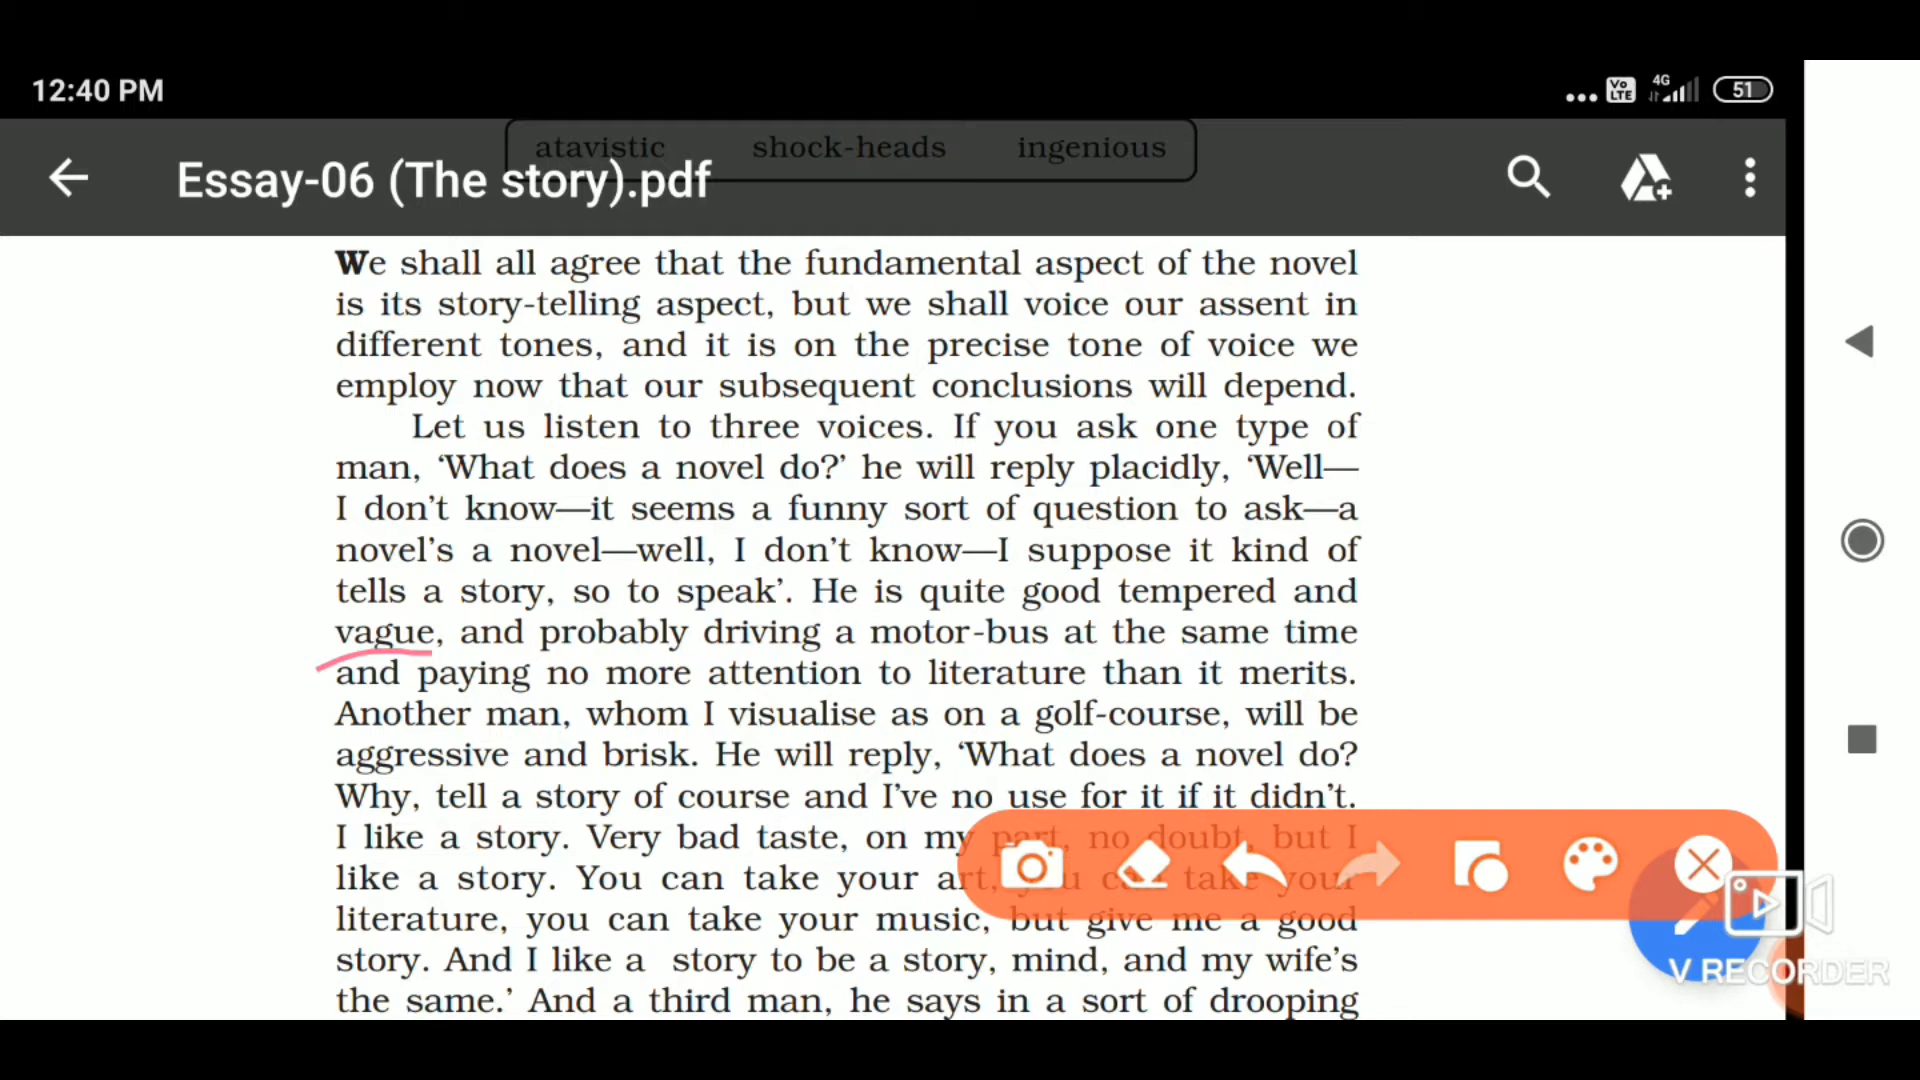 12:40 PM
Vo LTE 4G 51
atavistic shock-heads ingenious
Essay-06 (The story).pdf
We shall all agree that the fundamental aspect of the novel
is its story-telling aspect, but we shall voice our assent in
different tones, and it is on the precise tone of voice we
employ now that our subsequent conclusions will depend.
Let us listen to three voices. If you ask one type of
man, ‘What does a novel do?’ he will reply placidly, ‘Well—
I don’t know—it seems a funny sort of question to ask—a
novel’s a novel—well, I don’t know—I suppose it kind of
tells a story, so to speak’. He is quite good tempered and
vague, and probably driving a motor-bus at the same time
and paying no more attention to literature than it merits.
Another man, whom I visualise as on a golf-course, will be
aggressive and brisk. He will reply, ‘What does a novel do?
Why, tell a story of course and I’ve no use for it if it didn’t.
I like a story. Very bad taste, on my part, no doubt, but I
like a story. You can take your art, you can take your
literature, you can take your music, but give me a good
story. And I like a story to be a story, mind, and my wife’s
the same.’ And a third man, he says in a sort of drooping
V RECORDER